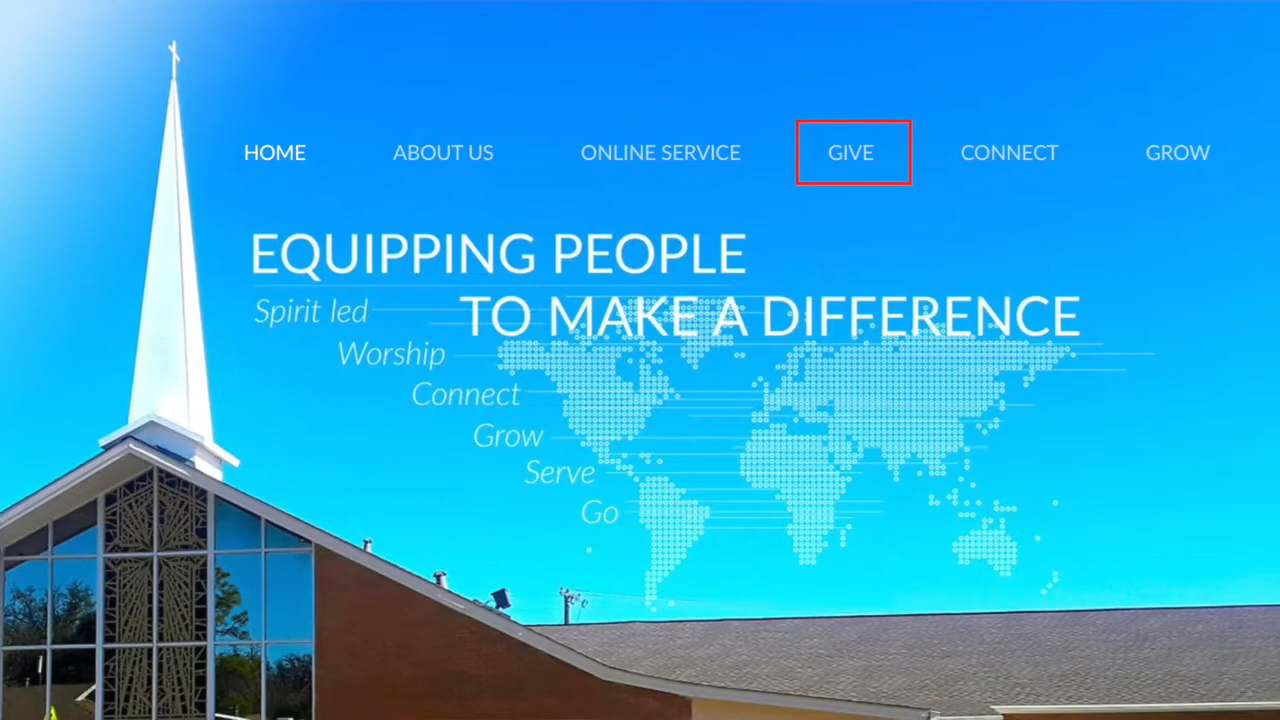 HOME ABOUT US ONLINE SERVICE GIVE CONNECT GROW
EQUIPPING PEOPLE
TO MAKE A DIFFERENCE
Spirit led
Worship
Connect
Grow
Serve
Go